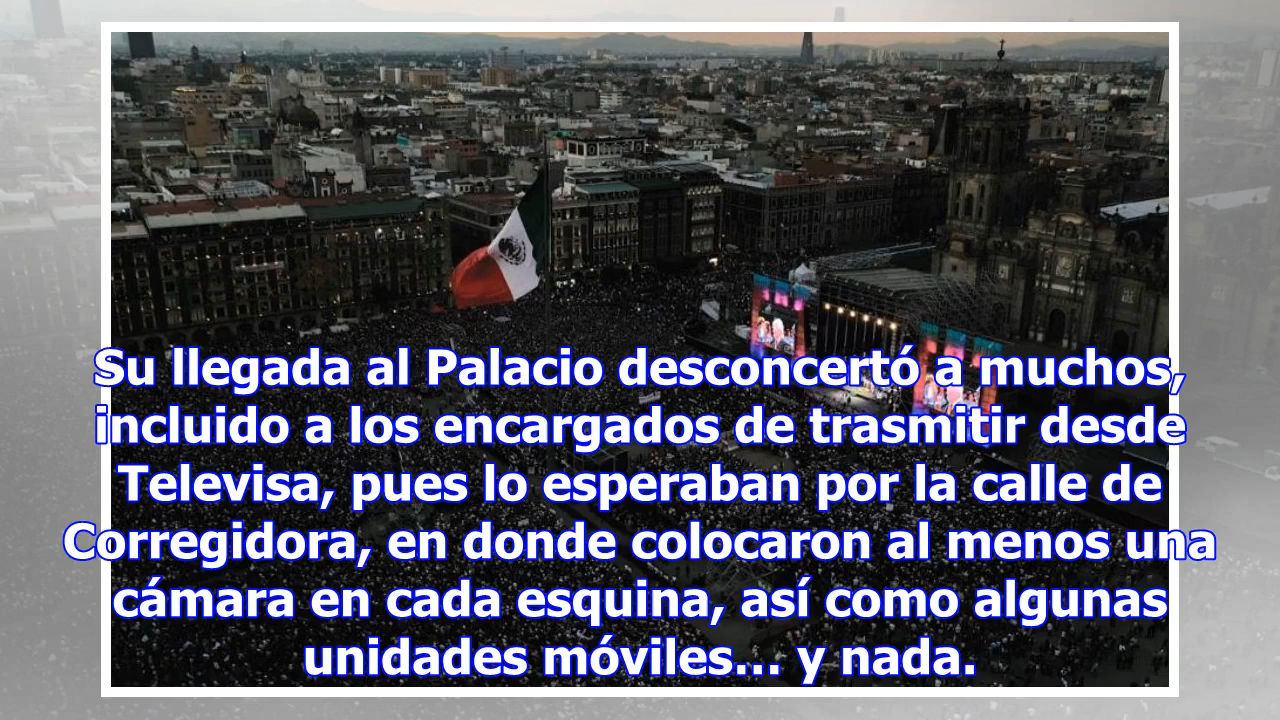 Su llegada al Palacio desconcertó a muchos,
incluido a los encargados de trasmitir desde
Televisa, pues lo esperaban por la calle de
Corregidora, en donde colocaron al menos una
cámara en cada esquina, así como algunas
unidades móviles... y nada.